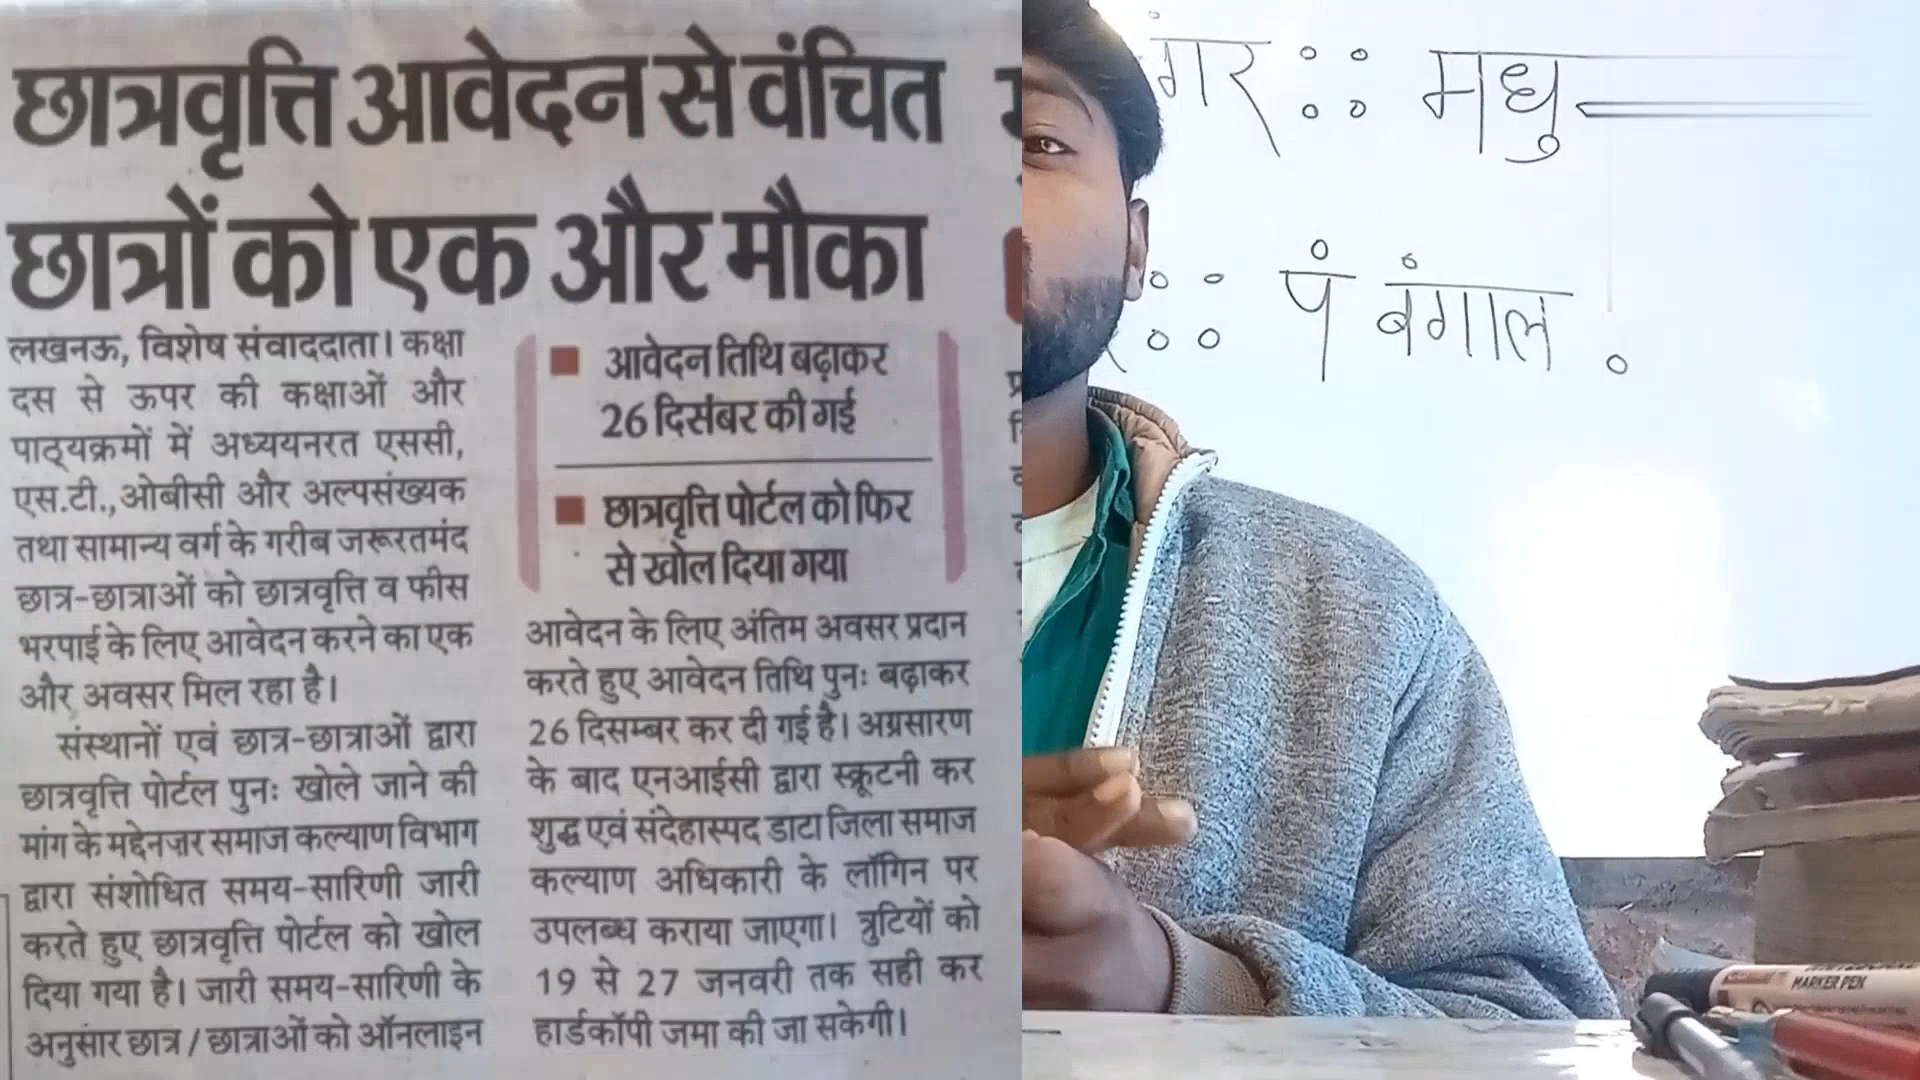 छात्रवृत्ति आवेदन से वंचित
छात्रों को एक और मौका
लखनऊ, विशेष संवाददाता। कक्षा
दस से ऊपर की कक्षाओं और
पाठ्यक्रमों में अध्ययनरत एससी,
एस.टी., ओबीसी और अल्पसंख्यक
तथा सामान्य वर्ग के गरीब जरूरतमंद
छात्र-छात्राओं को छात्रवृत्ति व फीस
भरपाई के लिए आवेदन करने का एक
और अवसर मिल रहा है।
संस्थानों एवं छात्र-छात्राओं द्वारा
छात्रवृत्ति पोर्टल पुनः खोले जाने की
मांग के मद्देनज़र समाज कल्याण विभाग
द्वारा संशोधित समय-सारिणी जारी
करते हुए छात्रवृत्ति पोर्टल को खोल
दिया गया है। जारी समय-सारिणी के
अनुसार छात्र / छात्राओं को ऑनलाइन
आवेदन तिथि बढ़ाकर
26 दिसंबर की गई
छात्रवृत्ति पोर्टल को फिर
से खोल दिया गया
आवेदन के लिए अंतिम अवसर प्रदान
करते हुए आवेदन तिथि पुनः बढ़ाकर
26 दिसम्बर कर दी गई है। अग्रसारण
के बाद एनआईसी द्वारा स्क्रूटनी कर
शुद्ध एवं संदेहास्पद डाटा जिला समाज
कल्याण अधिकारी के लॉगिन पर
उपलब्ध कराया जाएगा। त्रुटियों को
19 से 27 जनवरी तक सही कर
हार्डकॉपी जमा की जा सकेगी।
गर :: मधु
:: पं बंगाल
MARKER PEN